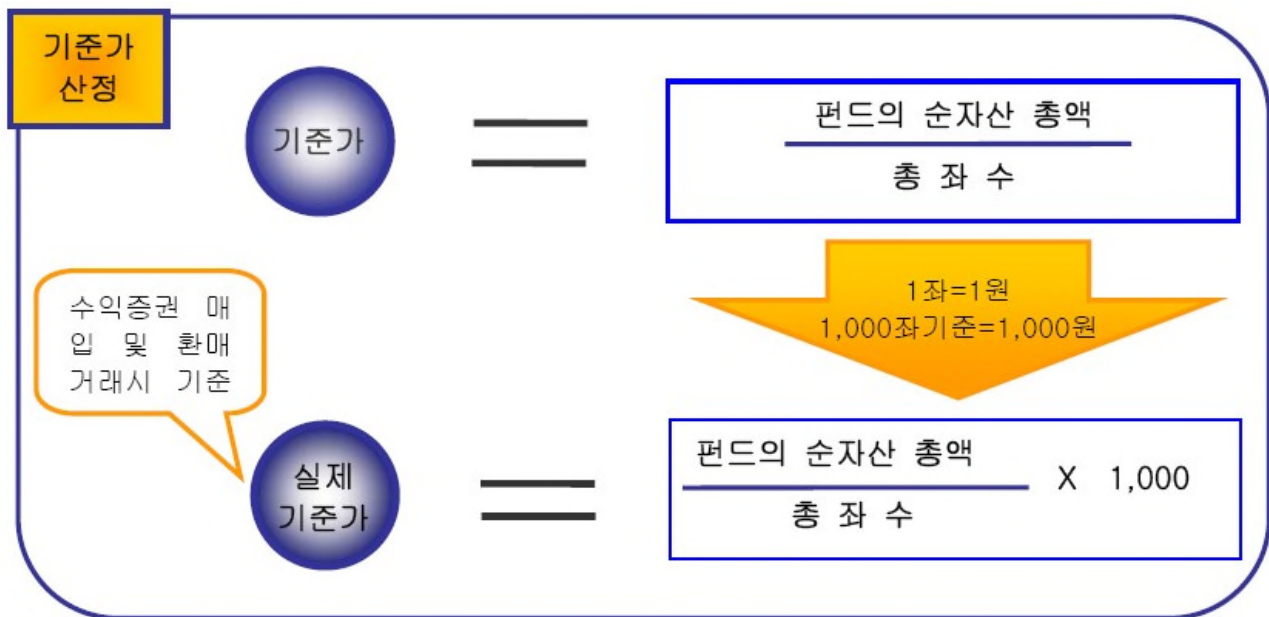 기준가
산정
기준가
펀드의 순자산 총액
총 좌 수
1좌=1원
1,000좌기준=1,000원
수익증권 매
입 및 환매
거래시 기준
실제
기준가
펀드의 순자산 총액
총 좌 수
X 1,000